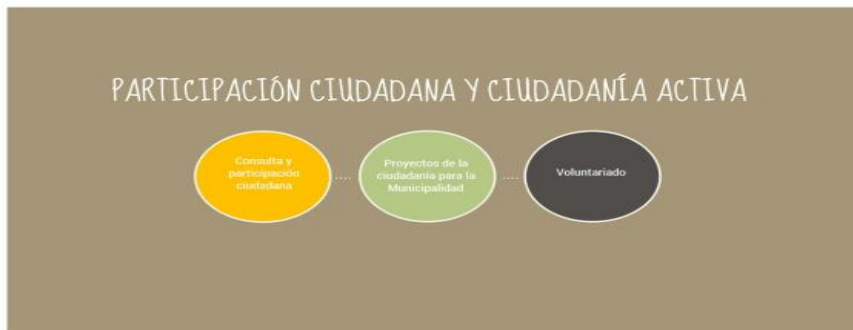 PARTICIPACIÓN CIUDADANA Y CIUDADANÍA ACTIVA
Consulta y
participación
ciudadana
....
Proyectos de la
ciudadanía para la
Municipalidad
....
Voluntariado